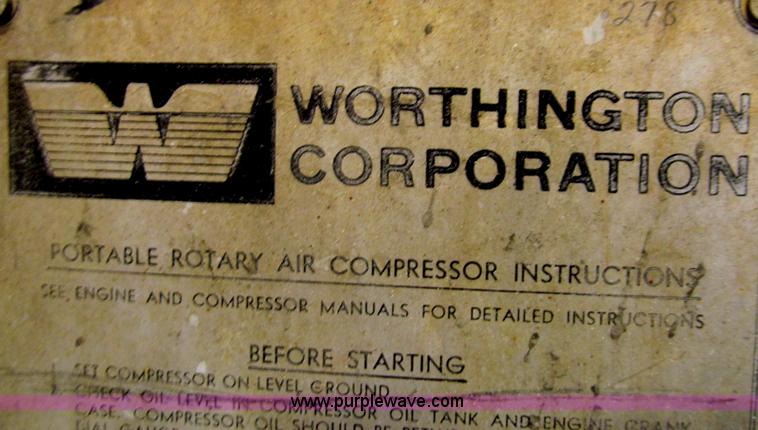 278
WORTHINGTON
CORPORATION
PORTABLE ROTARY AIR COMPRESSOR INSTRUCTIONS
SEE ENGINE AND COMPRESSOR MANUALS FOR DETAILED INSTRUCTIONS
BEFORE STARTING
SET COMPRESSOR ON LEVEL GROUND
CHECK OIL LEVEL IN COMPRESSOR OIL TANK AND ENGINE CRANK
www.purplewave.com
CASE. COMPRESSOR OIL SHOULD BE